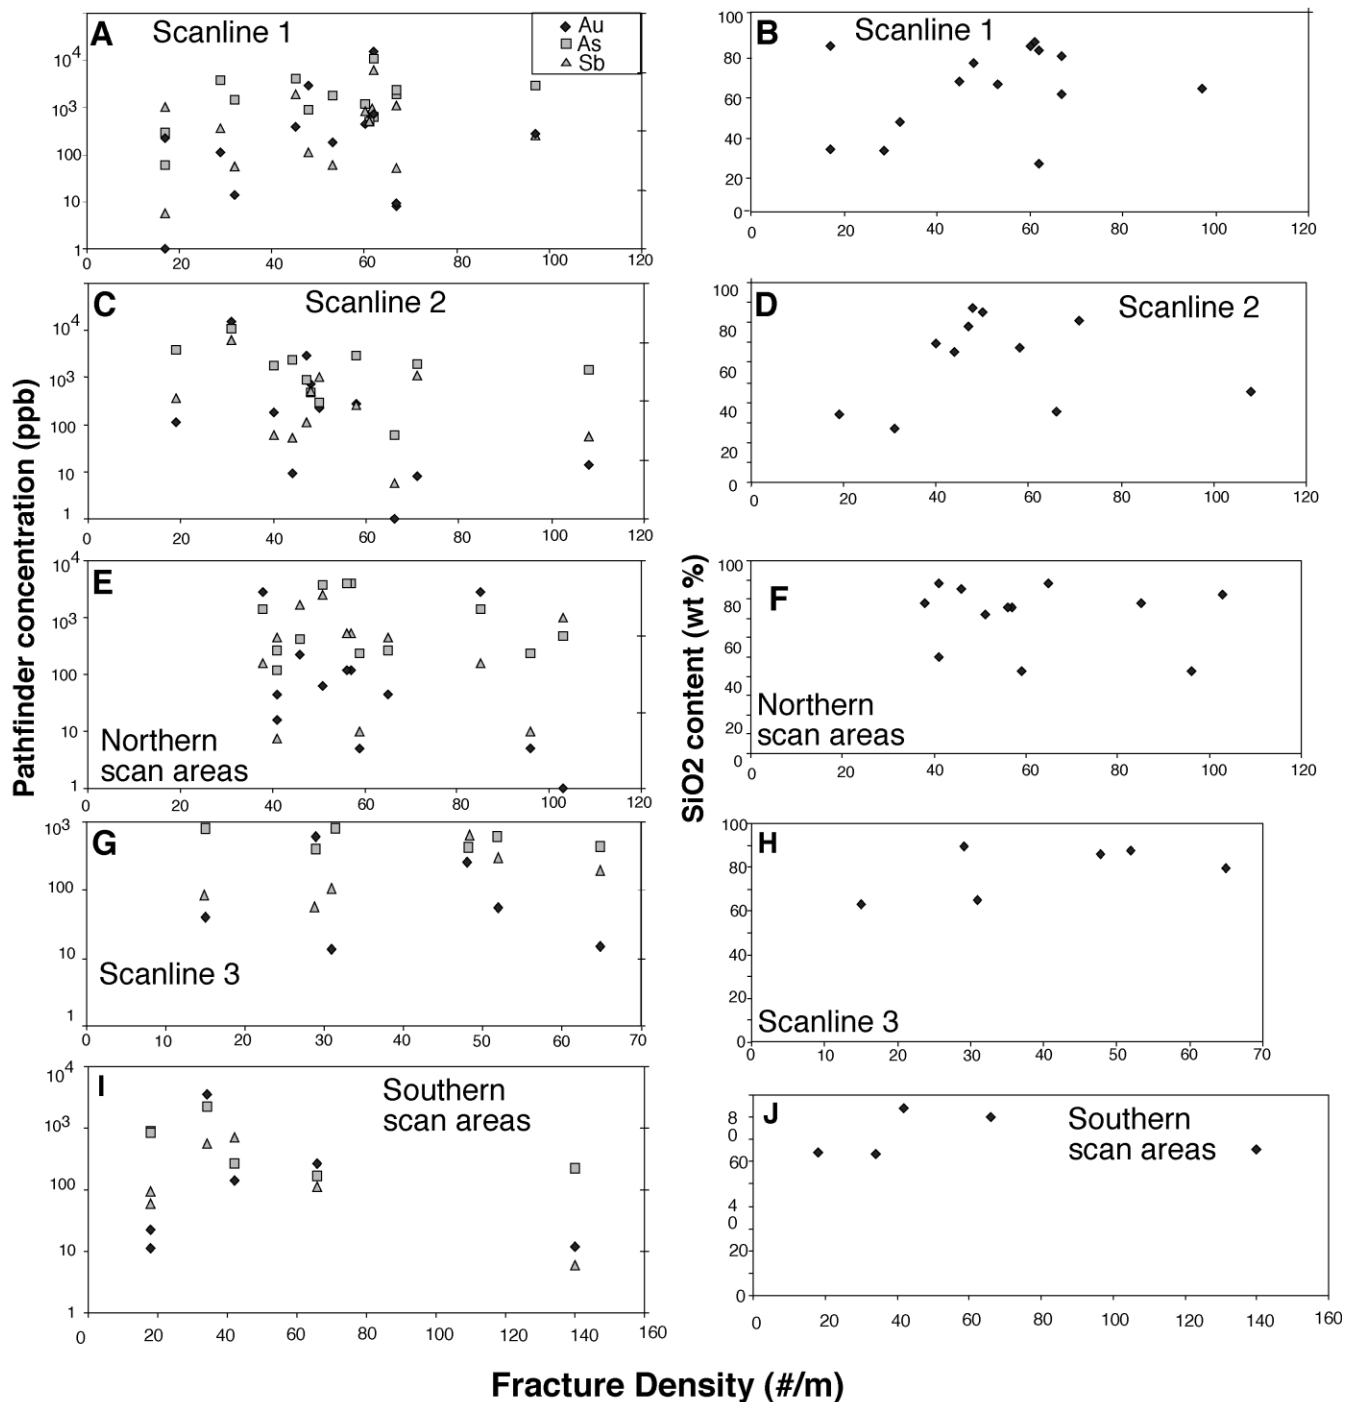 A
Scanline 1
Au
As
Sb
10^4
10^3
100
10
1
0 20 40 60 80 100 120
B
Scanline 1
100
80
60
40
20
0
0 20 40 60 80 100 120
C
Scanline 2
10^4
10^3
100
10
1
0 20 40 60 80 100 120
D
Scanline 2
100
80
60
40
20
0
0 20 40 60 80 100 120
Pathfinder concentration (ppb)
SiO2 content (wt %)
E
Northern
scan areas
10^4
10^3
100
10
1
0 20 40 60 80 100 120
F
Northern
scan areas
100
80
60
40
20
0
0 20 40 60 80 100 120
G
Scanline 3
10^3
100
10
1
0 10 20 30 40 50 60 70
H
Scanline 3
100
80
60
40
20
0
0 10 20 30 40 50 60 70
I
Southern
scan areas
10^4
10^3
100
10
1
0 20 40 60 80 100 120 140 160
J
Southern
scan areas
8
0
60
4
0
20
0
0 20 40 60 80 100 120 140 160
Fracture Density (#/m)